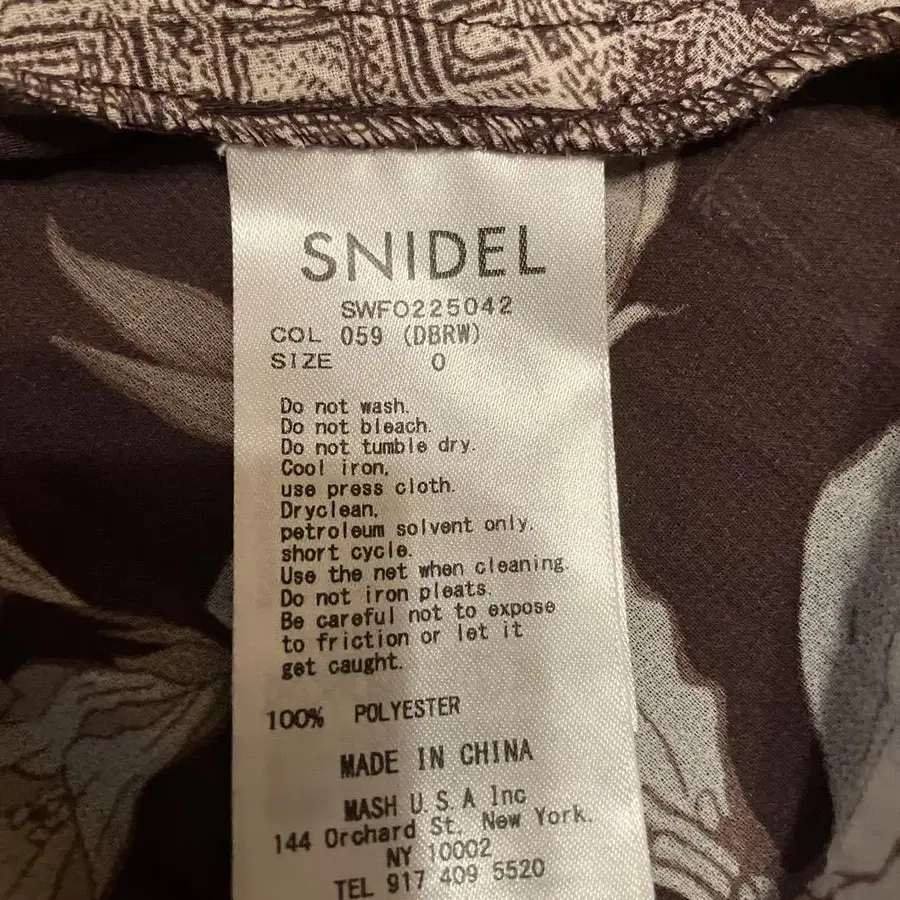 SNIDEL
SWFO225042
COL 059 (DBRW)
SIZE 0
Do not wash.
Do not bleach.
Do not tumble dry.
Cool iron,
use press cloth.
Dryclean,
petroleum solvent only,
short cycle.
Use the net when cleaning.
Do not iron pleats.
Be careful not to expose
to friction or let it
get caught.
100% POLYESTER
MADE IN CHINA
MASH U.S.A Inc
144 Orchard St. New York.
NY 10002
TEL 917 409 5520